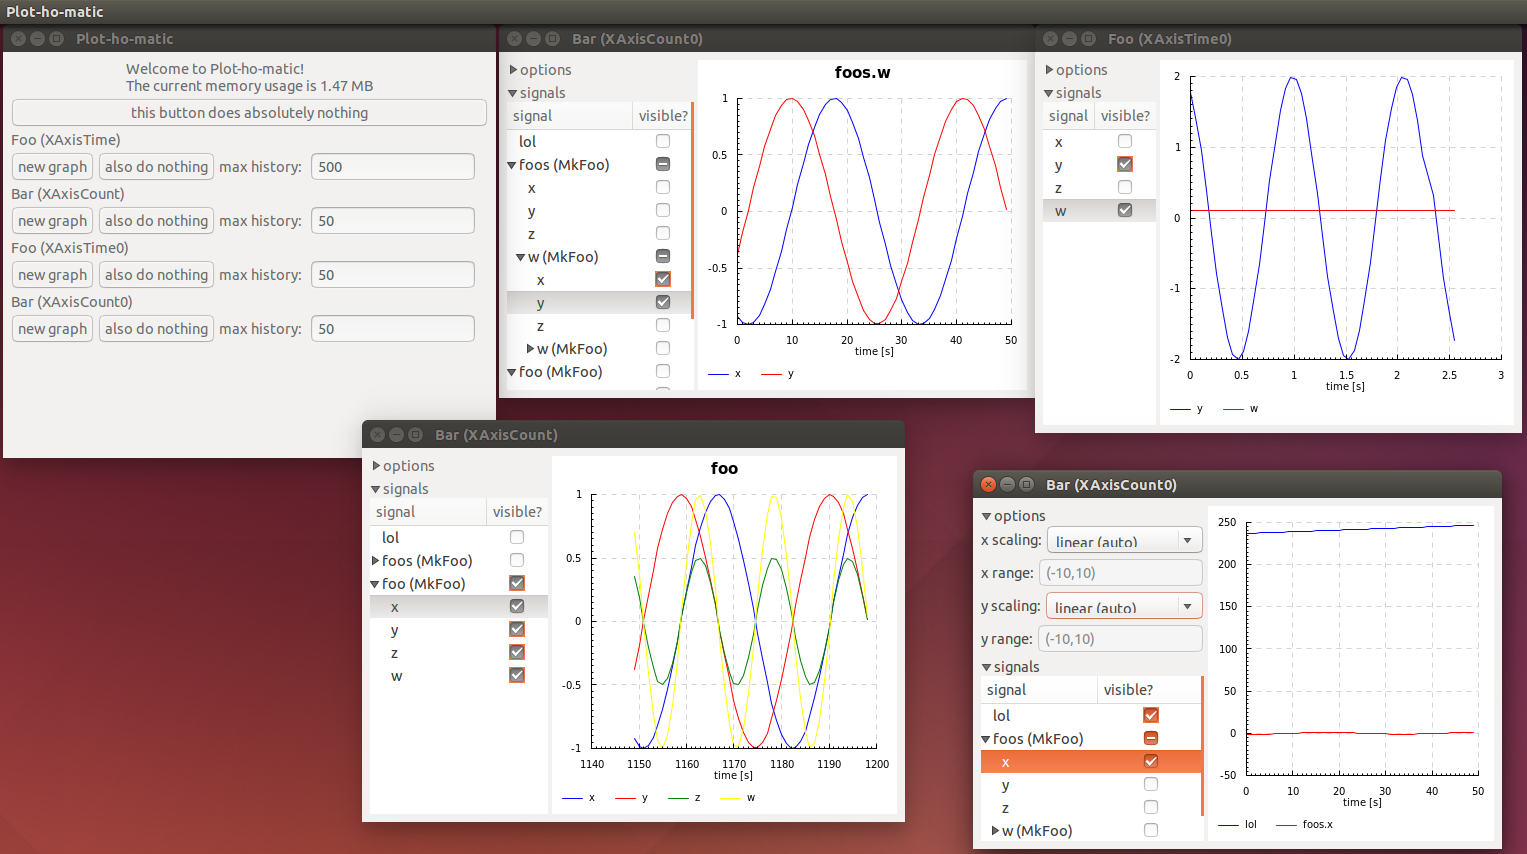 Plot-ho-matic
Plot-ho-matic
Welcome to Plot-ho-matic!
The current memory usage is 1.47 MB
this button does absolutely nothing
Foo (XAxisTime)
new graph also do nothing max history: 500
Bar (XAxisCount)
new graph also do nothing max history: 50
Foo (XAxisTime0)
new graph also do nothing max history: 50
Bar (XAxisCount0)
new graph also do nothing max history: 50
Bar (XAxisCount0)
options
signals
signal visible?
lol
foos (MkFoo)
x
y
z
w (MkFoo)
x
y
z
w (MkFoo)
foo (MkFoo)
foos.w
1
0.5
0
-0.5
-1
0 10 20 30 40 50
time [s]
x y
Foo (XAxisTime0)
options
signals
signal visible?
x
y
z
w
2
1
0
-1
-2
0 0.5 1 1.5 2 2.5 3
time [s]
y w
Bar (XAxisCount)
options
signals
signal visible?
lol
foos (MkFoo)
foo (MkFoo)
x
y
z
w
foo
1
0.5
0
-0.5
-1
1140 1150 1160 1170 1180 1190 1200
time [s]
x y z w
Bar (XAxisCount0)
options
x scaling: linear (auto)
x range: (-10,10)
y scaling: linear (auto)
y range: (-10,10)
signals
signal visible?
lol
foos (MkFoo)
x
y
z
w (MkFoo)
250
200
150
100
50
0
-50
0 10 20 30 40 50
time [s]
lol foos.x